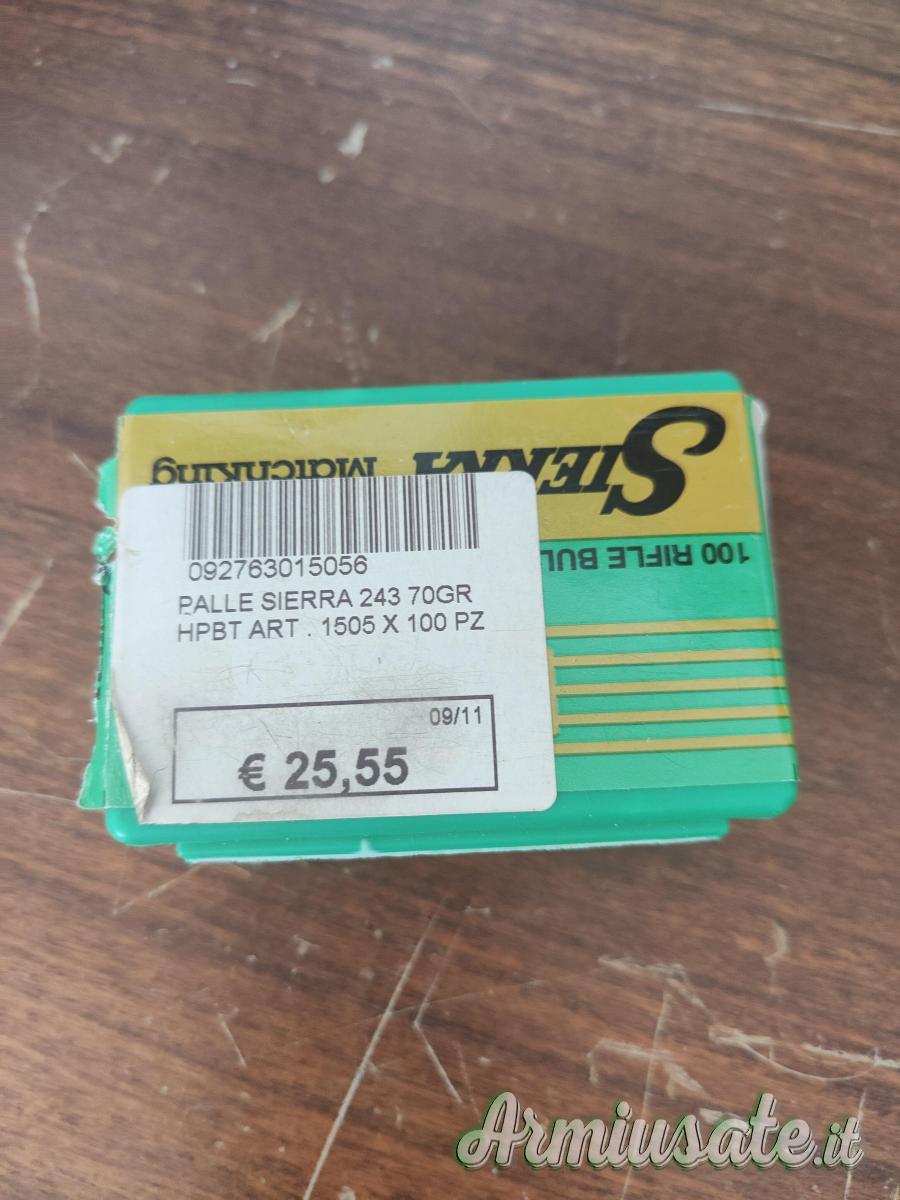 SIERRA
MatchKing
100 RIFLE BUL
092763015056
PALLE SIERRA 243 70GR
HPBT ART . 1505 X 100 PZ
09/11
€ 25,55
Armiusate.it